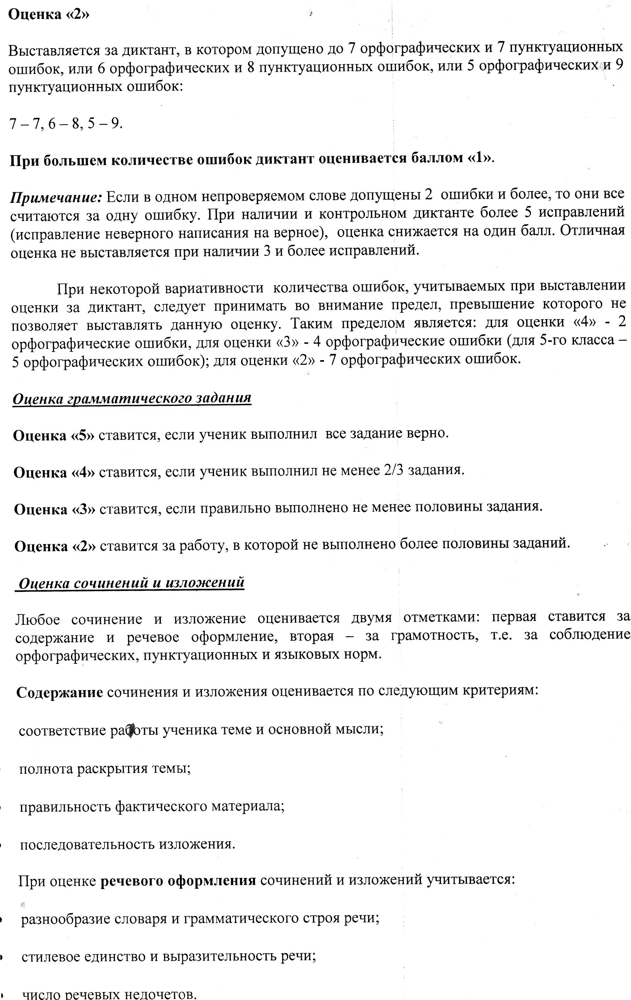 Оценка «2»
Выставляется за диктант, в котором допущено до 7 орфографических и 7 пунктуационных
ошибок, или 6 орфографических и 8 пунктуационных ошибок, или 5 орфографических и 9
пунктуационных ошибок:
7 – 7, 6 – 8, 5 – 9.
При большем количестве ошибок диктант оценивается баллом «1».
Примечание: Если в одном непроверяемом слове допущены 2 ошибки и более, то они все
считаются за одну ошибку. При наличии и контрольном диктанте более 5 исправлений
(исправление неверного написания на верное), оценка снижается на один балл. Отличная
оценка не выставляется при наличии 3 и более исправлений.
При некоторой вариативности количества ошибок, учитываемых при выставлении
оценки за диктант, следует принимать во внимание предел, превышение которого не
позволяет выставлять данную оценку. Таким пределом является: для оценки «4» - 2
орфографические ошибки, для оценки «3» - 4 орфографические ошибки (для 5-го класса –
5 орфографических ошибок); для оценки «2» - 7 орфографических ошибок.
Оценка грамматического задания
Оценка «5» ставится, если ученик выполнил все задание верно.
Оценка «4» ставится, если ученик выполнил не менее 2/3 задания.
Оценка «3» ставится, если правильно выполнено не менее половины задания.
Оценка «2» ставится за работу, в которой не выполнено более половины заданий.
Оценка сочинений и изложений
Любое сочинение и изложение оценивается двумя отметками: первая ставится за
содержание и речевое оформление, вторая – за грамотность, т.е. за соблюдение
орфографических, пунктуационных и языковых норм.
Содержание сочинения и изложения оценивается по следующим критериям:
соответствие работы ученика теме и основной мысли;
полнота раскрытия темы;
правильность фактического материала;
последовательность изложения.
При оценке речевого оформления сочинений и изложений учитывается:
разнообразие словаря и грамматического строя речи;
стилевое единство и выразительность речи;
число речевых недочетов.